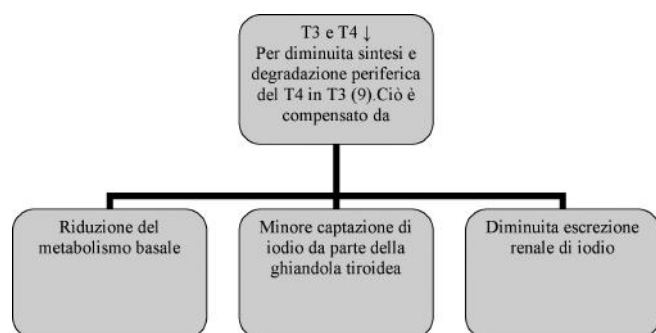 T3 e T4 ↓
Per diminuita sintesi e
degradazione periferica
del T4 in T3 (9).Ciò è
compensato da
Riduzione del
metabolismo basale
Minore captazione di
iodio da parte della
ghiandola tiroidea
Diminuita escrezione
renale di iodio